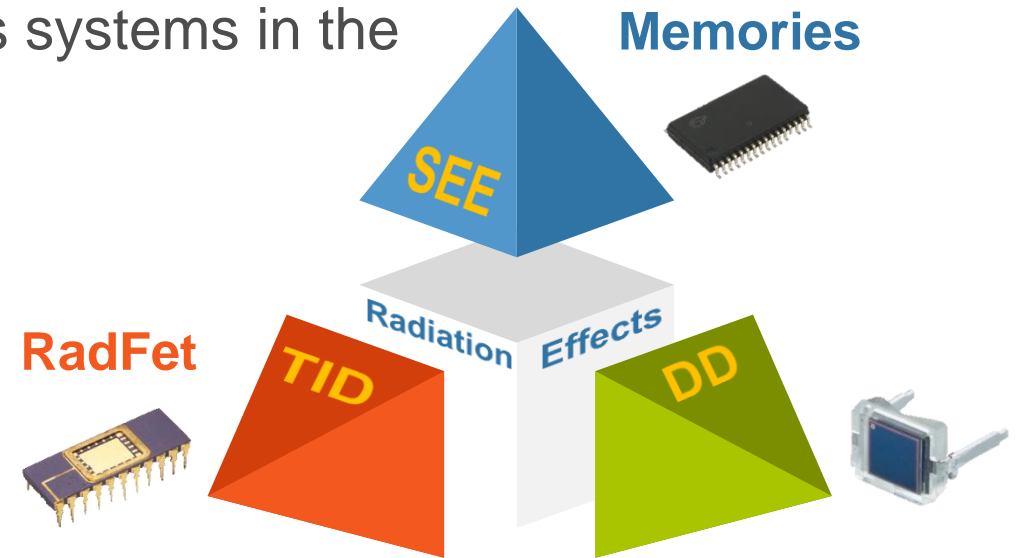 s systems in the
Memories
SEE
Radiation Effects
RadFet
TID
DD